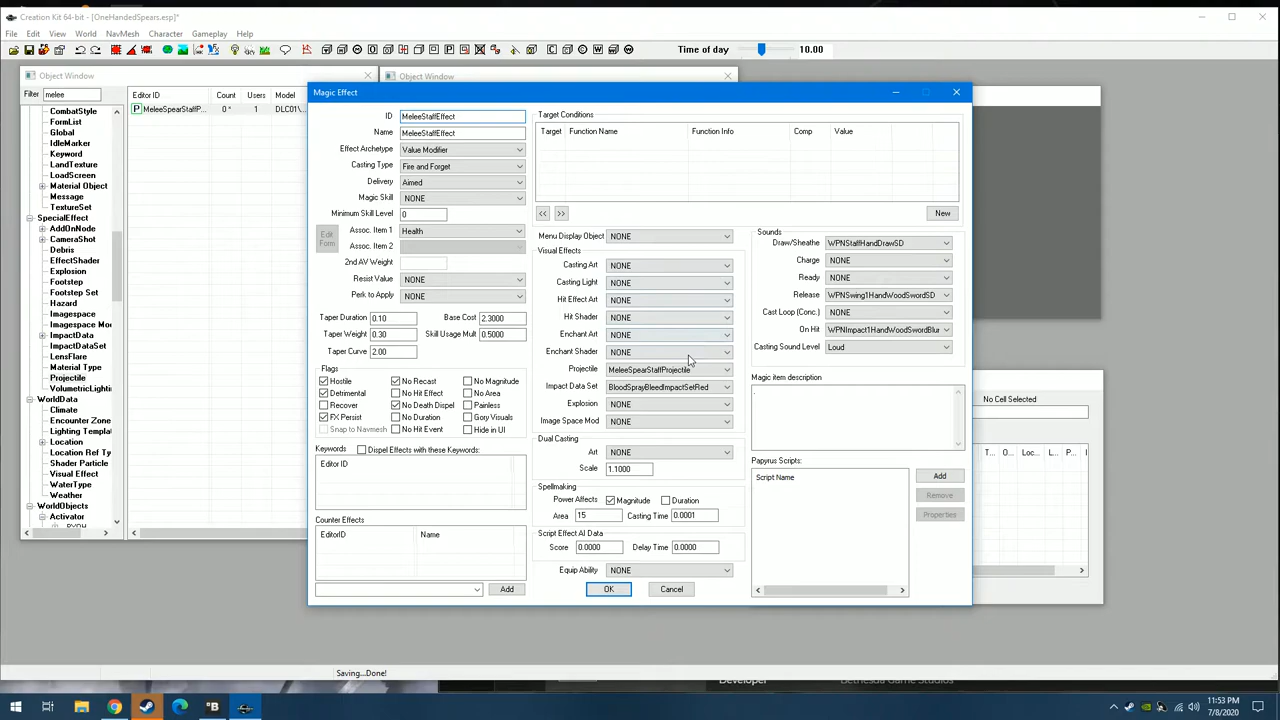 Creation Kit 64-bit - [OneHandedSpears.esp]*
File Edit View World NavMesh Character Gameplay Help
Time of day 10.00
Object Window
Object Window
Filter melee
Editor ID Count Users Model
MeleeSpearStaffP... 0 * 1 DLC01\...
CombatStyle
FormList
Global
IdleMarker
Keyword
LandTexture
LoadScreen
Material Object
Message
TextureSet
SpecialEffect
AddOnNode
CameraShot
Debris
EffectShader
Explosion
Footstep
Footstep Set
Hazard
Imagespace
Imagespace Mod
ImpactData
ImpactDataSet
LensFlare
Material Type
Projectile
VolumetricLightin
WorldData
Climate
Encounter Zone
Lighting Templat
Location
Location Ref Ty
Shader Particle
Visual Effect
WaterType
Weather
WorldObjects
Activator
Magic Effect
ID MeleeStaffEffect
Name MeleeStaffEffect
Effect Archetype Value Modifier
Casting Type Fire and Forget
Delivery Aimed
Magic Skill NONE
Minimum Skill Level 0
Edit Form
Assoc. Item 1 Health
Assoc. Item 2
2nd AV Weight
Resist Value NONE
Perk to Apply NONE
Taper Duration 0.10 Base Cost 2.3000
Taper Weight 0.30 Skill Usage Mult 0.5000
Taper Curve 2.00
Flags
Hostile No Recast No Magnitude
Detrimental No Hit Effect No Area
Recover No Death Dispel Painless
FX Persist No Duration Gory Visuals
Snap to Navmesh No Hit Event Hide in UI
Keywords Dispel Effects with these Keywords:
Editor ID
Counter Effects
EditorID Name
Add
Target Conditions
Target Function Name Function Info Comp Value
<< >> New
Menu Display Object NONE
Visual Effects
Casting Art NONE
Casting Light NONE
Hit Effect Art NONE
Hit Shader NONE
Enchant Art NONE
Enchant Shader NONE
Projectile MeleeSpearStaffProjectile
Impact Data Set BloodSprayBleedImpactSetRed
Explosion NONE
Image Space Mod NONE
Dual Casting
Art NONE
Scale 1.1000
Spellmaking
Power Affects Magnitude Duration
Area 15 Casting Time 0.0001
Script Effect AI Data
Score 0.0000 Delay Time 0.0000
Equip Ability NONE
OK Cancel
Sounds
Draw/Sheathe WPNStaffHandDrawSD
Charge NONE
Ready NONE
Release WPNSwing1HandWoodSwordSD
Cast Loop (Conc.) NONE
On Hit WPNImpact1HandWoodSwordBlur
Casting Sound Level Loud
Magic item description
.
Papyrus Scripts:
Script Name
Add
Remove
Properties
No Cell Selected
T... O... Loc... L... P... I
Saving...Done!
11:53 PM
7/8/2020